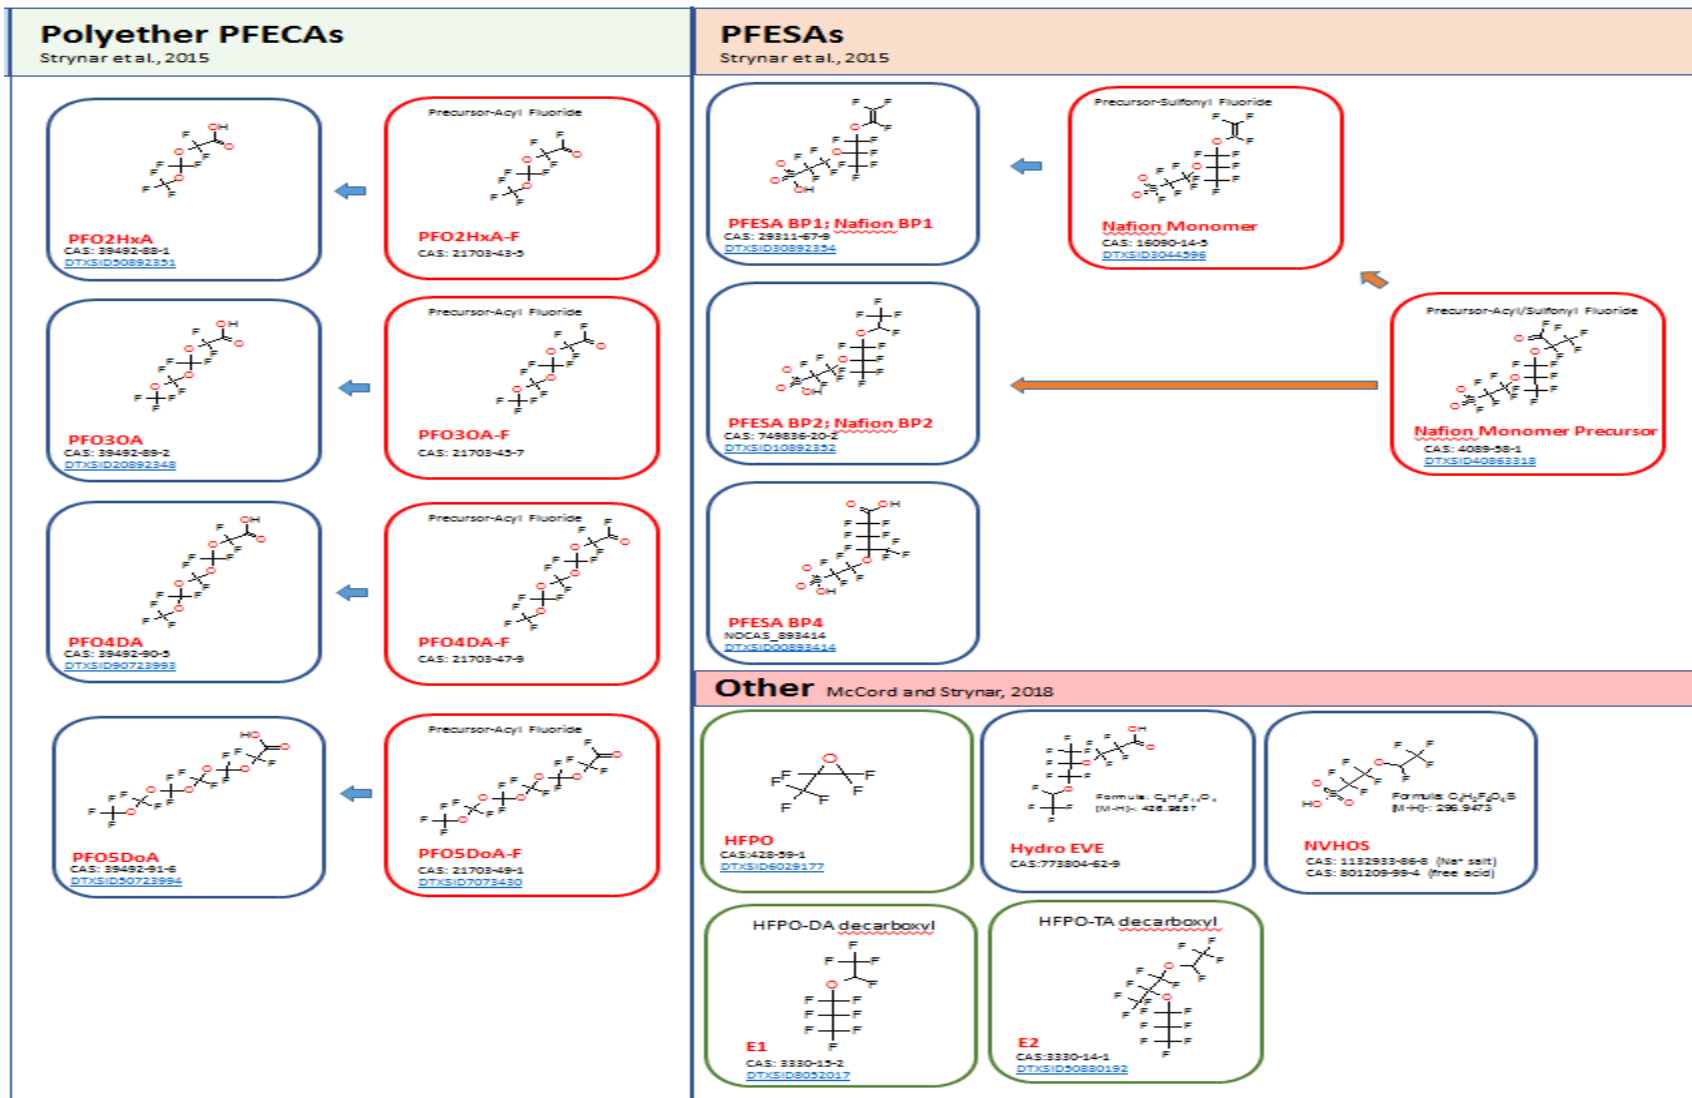 Polyether PFECAs
Strynar et al., 2015
PFO2HxA
CAS: 39492-88-1
DTXSID50892351
Precursor-Acyl Fluoride
PFO2HxA-F
CAS: 21703-43-5
PFO3OA
CAS: 39492-89-2
DTXSID20892348
Precursor-Acyl Fluoride
PFO3OA-F
CAS: 21703-45-7
PFO4DA
CAS: 39492-90-5
DTXSID90723993
Precursor-Acyl Fluoride
PFO4DA-F
CAS: 21703-47-9
PFO5DoA
CAS: 39492-91-6
DTXSID50723994
Precursor-Acyl Fluoride
PFO5DoA-F
CAS: 21703-49-1
DTXSID7073430
PFESAs
Strynar et al., 2015
PFESA BP1; Nafion BP1
CAS: 29311-67-9
DTXSID30892354
Precursor-Sulfonyl Fluoride
Nafion Monomer
CAS: 16090-14-5
DTXSID3044596
PFESA BP2; Nafion BP2
CAS: 749836-20-2
DTXSID10892352
Precursor-Acyl/Sulfonyl Fluoride
Nafion Monomer Precursor
CAS: 4089-58-1
DTXSID40863318
PFESA BP4
NOCAS_893414
DTXSID00893414
Other McCord and Strynar, 2018
HFPO
CAS:428-59-1
DTXSID6029177
Formula: C₈H₂F₁₄O₄
[M-H]-: 426.9657
Hydro EVE
CAS:773804-62-9
Formula: C₄H₂F₈O₄S
[M-H]-: 296.9473
NVHOS
CAS: 1132933-86-8 (Na⁺ salt)
CAS: 801209-99-4 (free acid)
HFPO-DA decarboxyl
E1
CAS: 3330-15-2
DTXSID8052017
HFPO-TA decarboxyl
E2
CAS:3330-14-1
DTXSID50880192